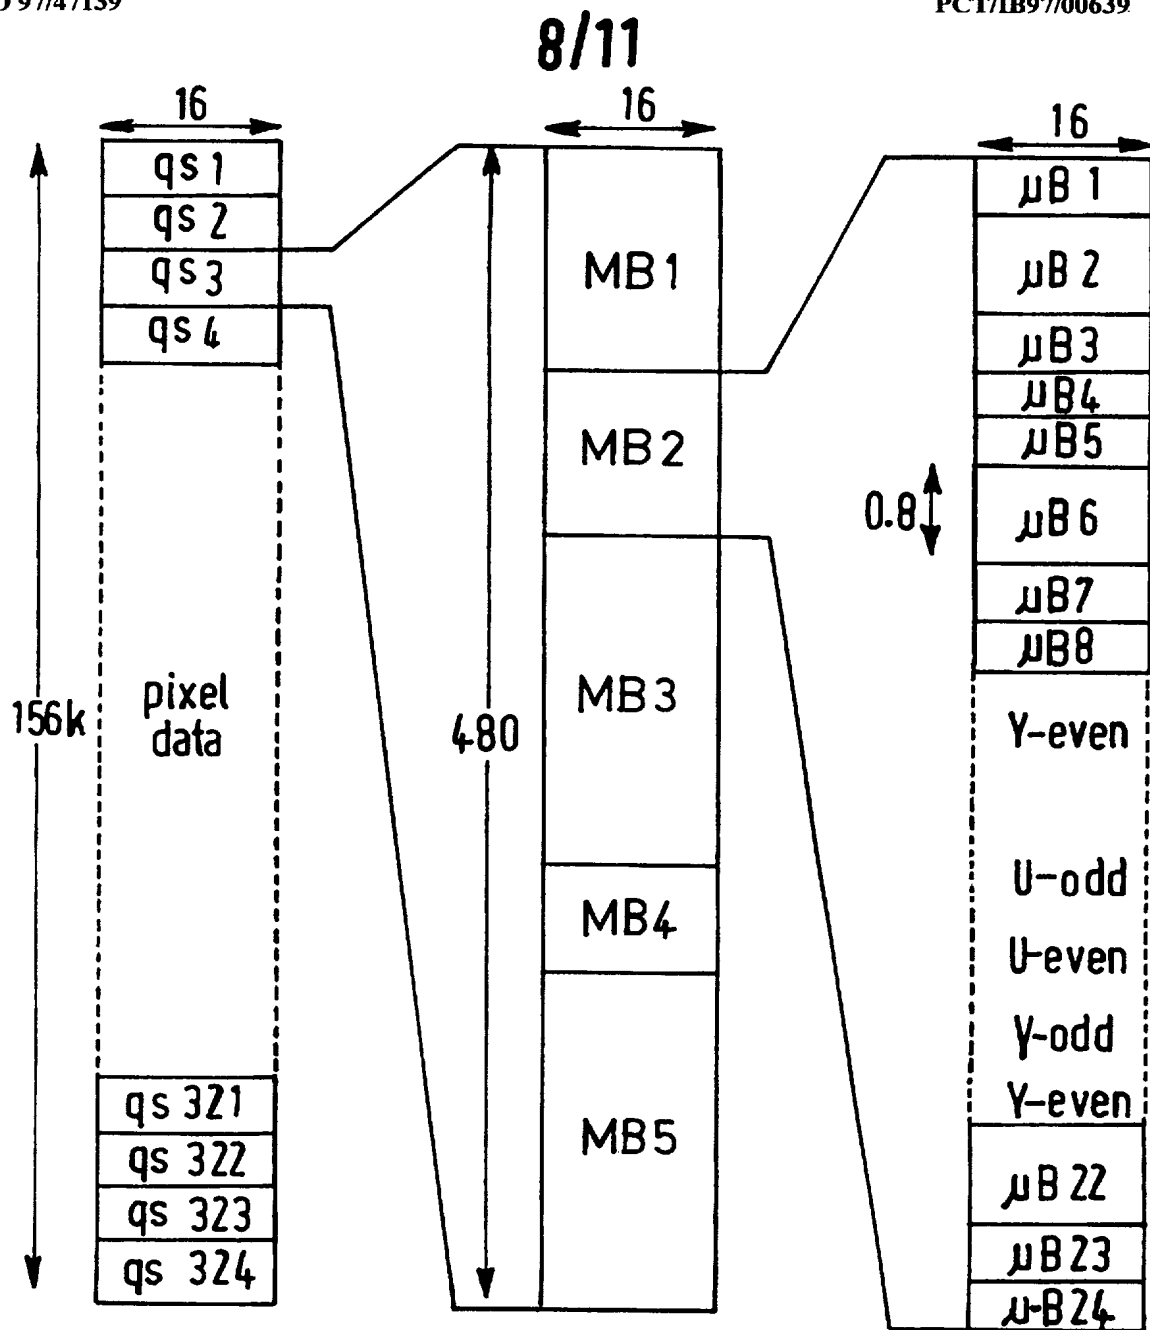 PCT/IB97/00639
8/11
16
qs 1
qs 2
qs 3
qs 4
156k
pixel
data
qs 321
qs 322
qs 323
qs 324
16
480
MB1
MB2
MB3
MB4
MB5
16
µB 1
µB 2
µB3
µB4
µB5
0.8
µB 6
µB7
µB8
Y-even
U-odd
U-even
V-odd
Y-even
µB 22
µB23
µ-B24